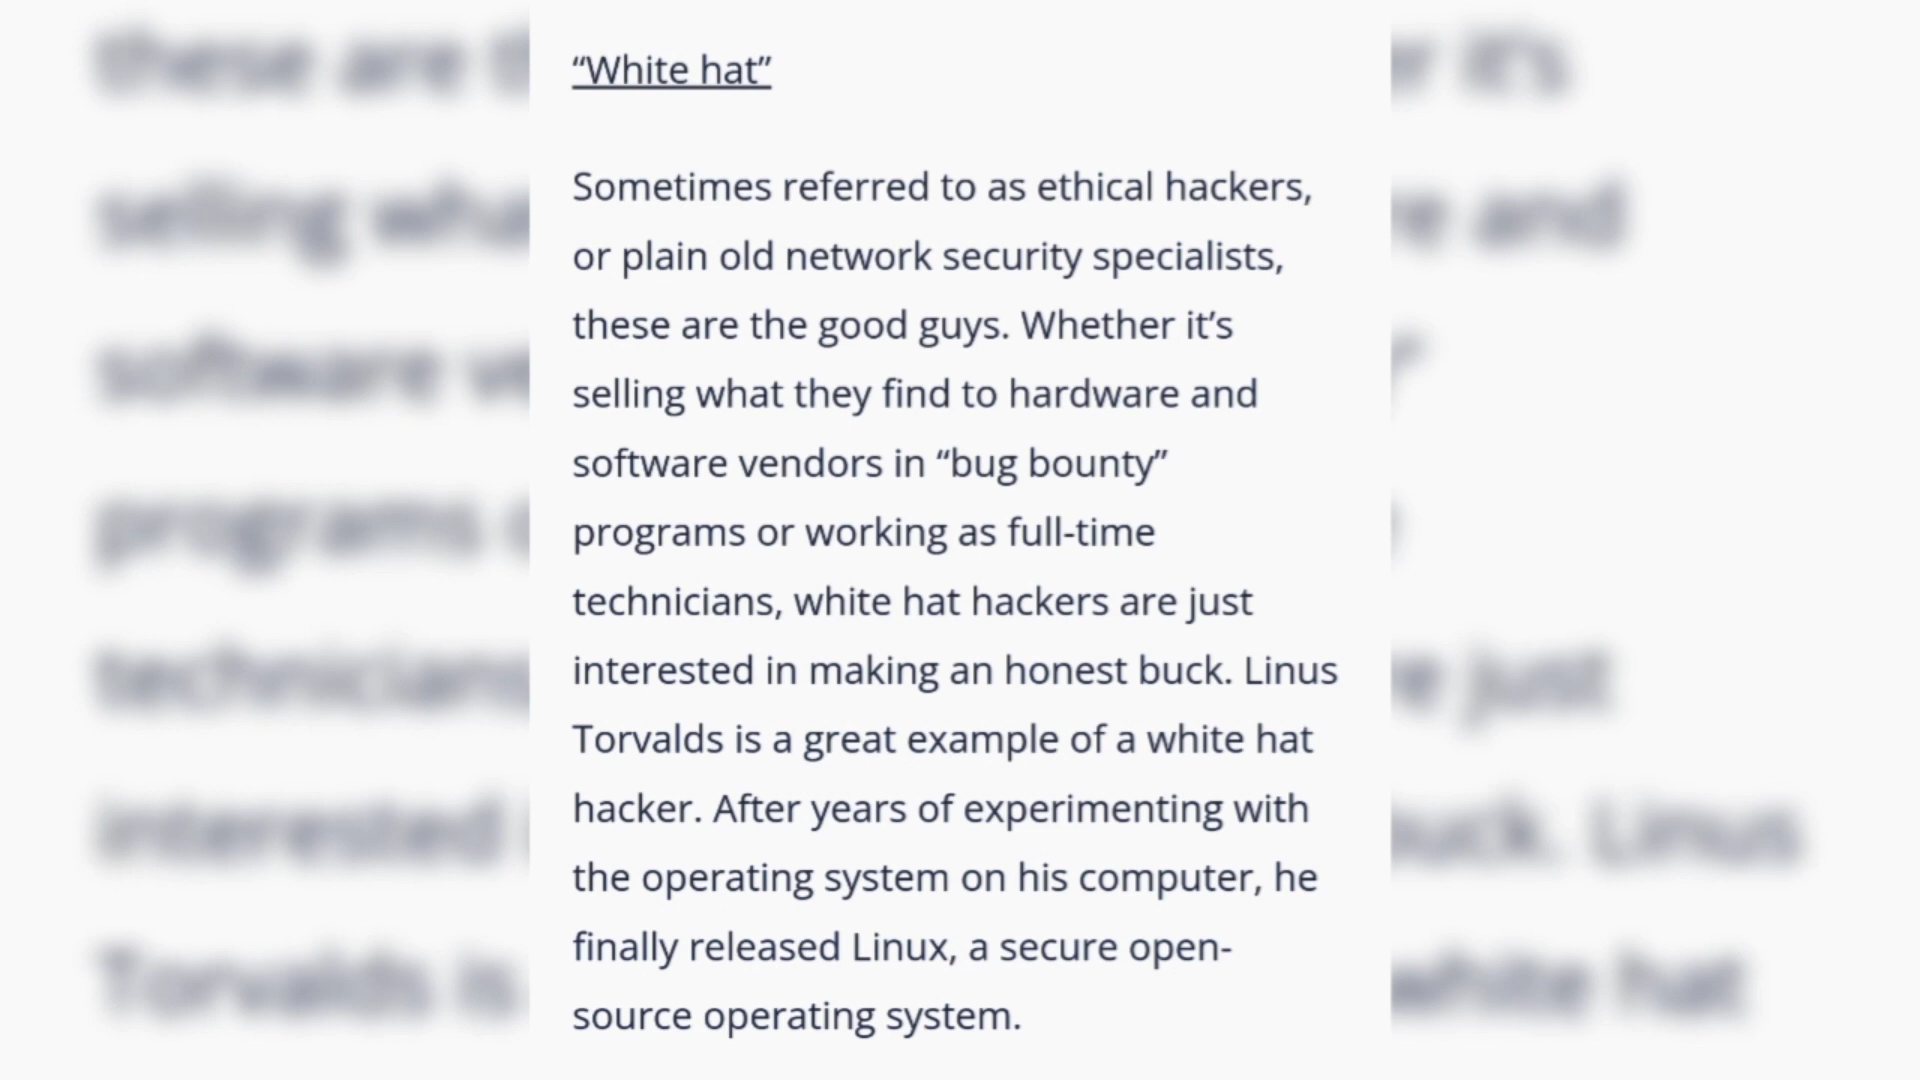 “White hat”
Sometimes referred to as ethical hackers,
or plain old network security specialists,
these are the good guys. Whether it’s
selling what they find to hardware and
software vendors in “bug bounty”
programs or working as full-time
technicians, white hat hackers are just
interested in making an honest buck. Linus
Torvalds is a great example of a white hat
hacker. After years of experimenting with
the operating system on his computer, he
finally released Linux, a secure open-
source operating system.